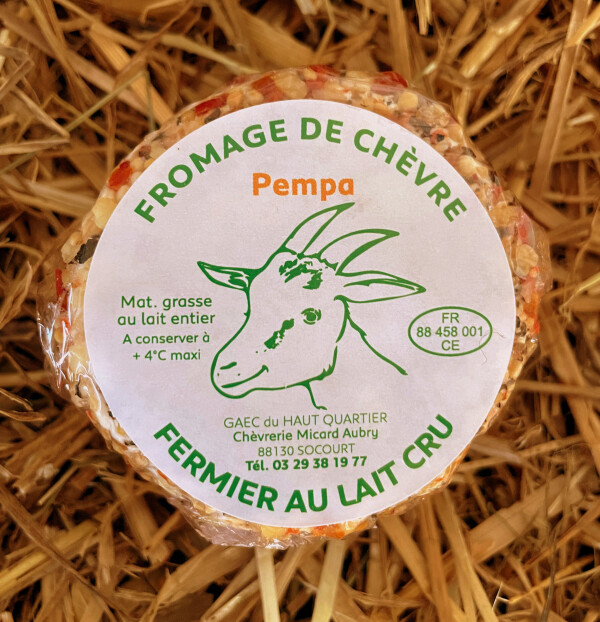 FROMAGE DE CHÈVRE
Pempa
Mat. grasse
au lait entier
A conserver à
+ 4°C maxi
FR
88 458 001
CE
GAEC du HAUT QUARTIER
Chèvrerie Micard Aubry
88130 SOCOURT
Tél. 03 29 38 19 77
FERMIER AU LAIT CRU